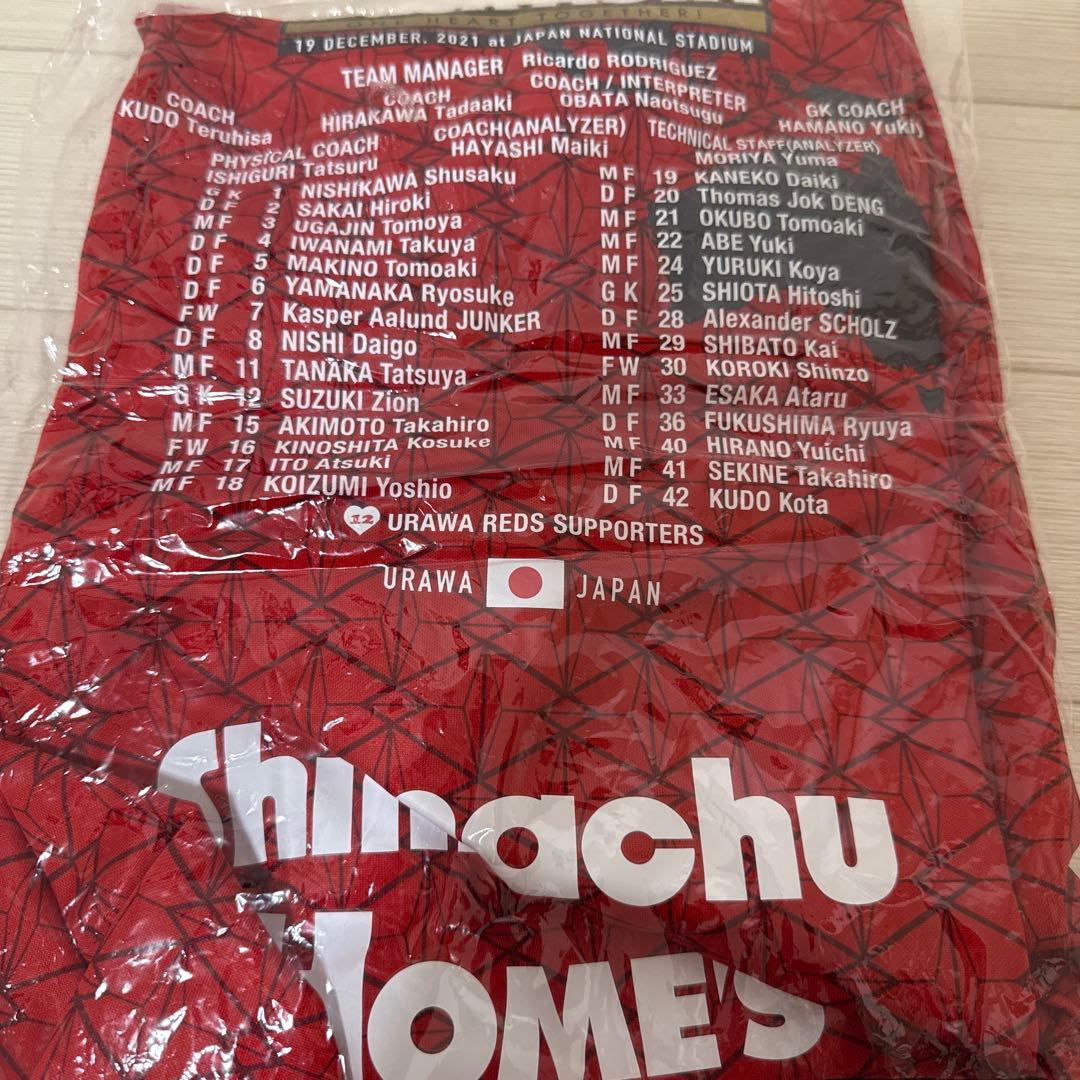 ONE HEART TOGETHER!
19 DECEMBER, 2021 at JAPAN NATIONAL STADIUM
TEAM MANAGER Ricardo RODRIGUEZ
COACH COACH COACH / INTERPRETER GK COACH
KUDO Teruhisa HIRAKAWA Tadaaki OBATA Naotsugu HAMANO Yukij
PHYSICAL COACH COACH(ANALYZER) TECHNICAL STAFF(ANALYZER)
ISHIGURI Tatsuru HAYASHI Maiki MORIYA Yuma
GK 1 NISHIKAWA Shusaku
DF 2 SAKAI Hiroki
MF 3 UGAJIN Tomoya
DF 4 IWANAMI Takuya
DF 5 MAKINO Tomoaki
DF 6 YAMANAKA Ryosuke
FW 7 Kasper Aalund JUNKER
DF 8 NISHI Daigo
MF 11 TANAKA Tatsuya
GK 12 SUZUKI Zion
MF 15 AKIMOTO Takahiro
FW 16 KINOSHITA Kosuke
MF 17 ITO Atsuki
MF 18 KOIZUMI Yoshio
MF 19 KANEKO Daiki
DF 20 Thomas Jok DENG
MF 21 OKUBO Tomoaki
MF 22 ABE Yuki
MF 24 YURUKI Koya
GK 25 SHIOTA Hitoshi
DF 28 Alexander SCHOLZ
MF 29 SHIBATO Kai
FW 30 KOROKI Shinzo
MF 33 ESAKA Ataru
DF 36 FUKUSHIMA Ryuya
MF 40 HIRANO Yuichi
MF 41 SEKINE Takahiro
DF 42 KUDO Kota
12 URAWA REDS SUPPORTERS
URAWA JAPAN
Shimachu
HOME'S